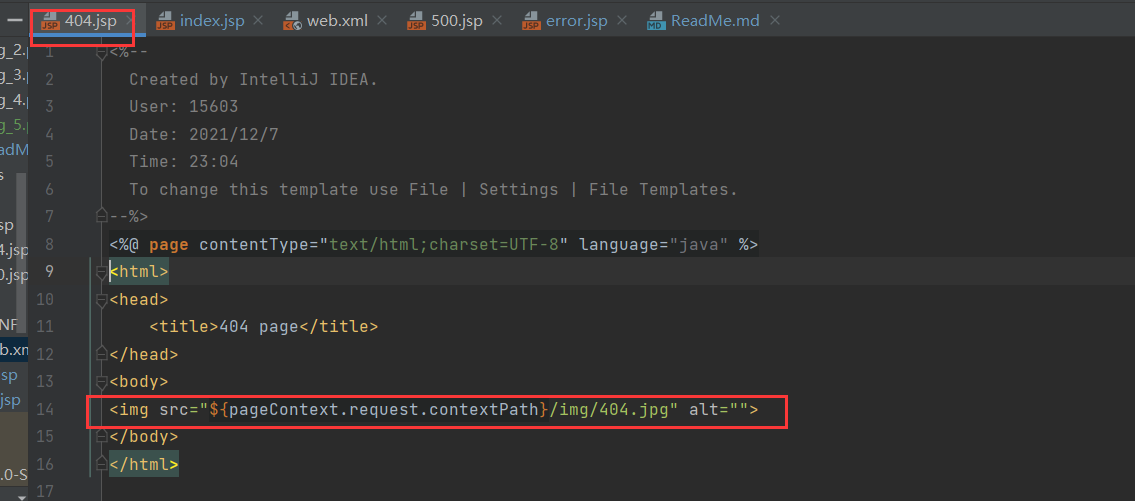 404.jsp index.jsp web.xml 500.jsp error.jsp ReadMe.md
g_2.p
g_3.p
g_4.p
g_5.p
eadM
s
sp
4.jsp
0.jsp
NF
b.xn
sp
jsp
.0-S
1 <%--
2 Created by IntelliJ IDEA.
3 User: 15603
4 Date: 2021/12/7
5 Time: 23:04
6 To change this template use File | Settings | File Templates.
7 --%>
8 <%@ page contentType="text/html;charset=UTF-8" language="java" %>
9 <html>
10 <head>
11 <title>404 page</title>
12 </head>
13 <body>
14 <img src="${pageContext.request.contextPath}/img/404.jpg" alt="">
15 </body>
16 </html>
17